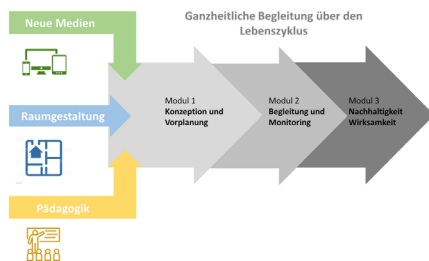 Neue Medien
Ganzheitliche Begleitung über den
Lebenszyklus
Raumgestaltung
Modul 1
Konzeption und
Vorplanung
Modul 2
Begleitung und
Monitoring
Modul 3
Nachhaltigkeit
Wirksamkeit
Pädagogik